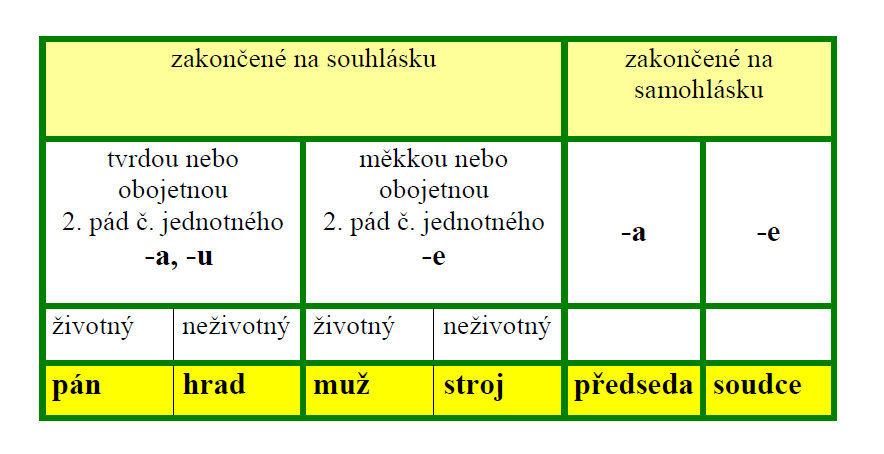 zakončené na souhlásku
zakončené na
samohlásku
tvrdou nebo
obojetnou
2. pád č. jednotného
-a, -u
měkkou nebo
obojetnou
2. pád č. jednotného
-e
-a
-e
životný
neživotný
životný
neživotný
pán
hrad
muž
stroj
předseda
soudce